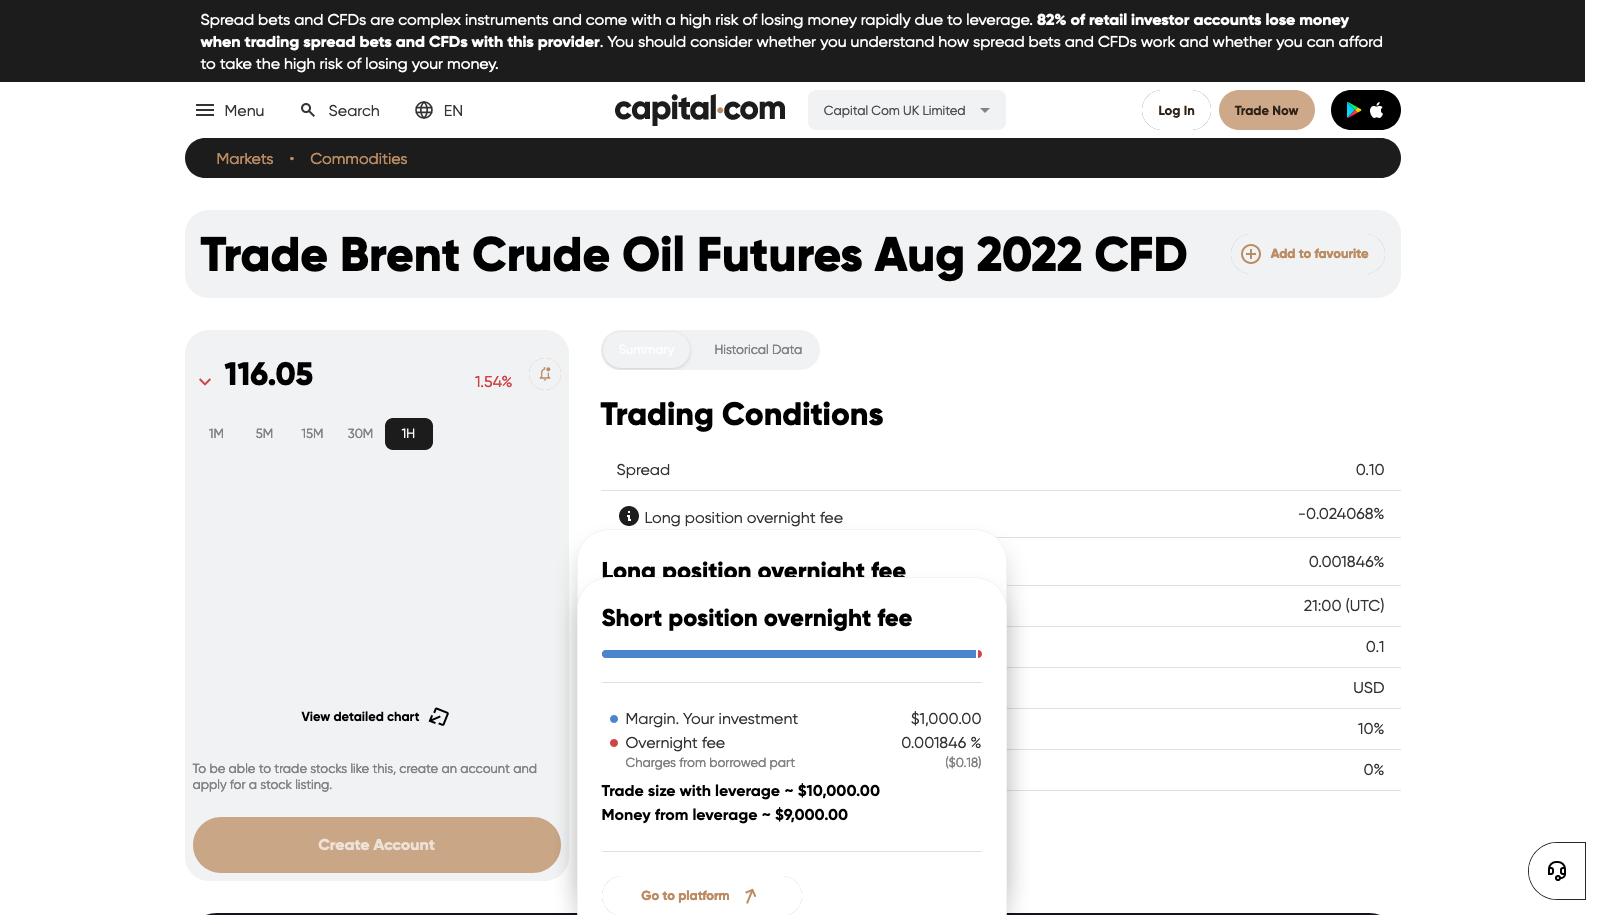 Spread bets and CFDs are complex instruments and come with a high risk of losing money rapidly due to leverage. 82% of retail investor accounts lose money
when trading spread bets and CFDs with this provider. You should consider whether you understand how spread bets and CFDs work and whether you can afford
to take the high risk of losing your money.
Menu Search EN capital.com Capital Com UK Limited Log In Trade Now
Markets • Commodities
Trade Brent Crude Oil Futures Aug 2022 CFD Add to favourite
116.05 1.54%
1M 5M 15M 30M 1H
View detailed chart
To be able to trade stocks like this, create an account and
apply for a stock listing.
Create Account
Summary Historical Data
Trading Conditions
Spread 0.10
Long position overnight fee -0.024068%
0.001846%
21:00 (UTC)
0.1
USD
10%
0%
Long position overnight fee
Short position overnight fee
Margin. Your investment $1,000.00
Overnight fee 0.001846 %
Charges from borrowed part ($0.18)
Trade size with leverage ~ $10,000.00
Money from leverage ~ $9,000.00
Go to platform